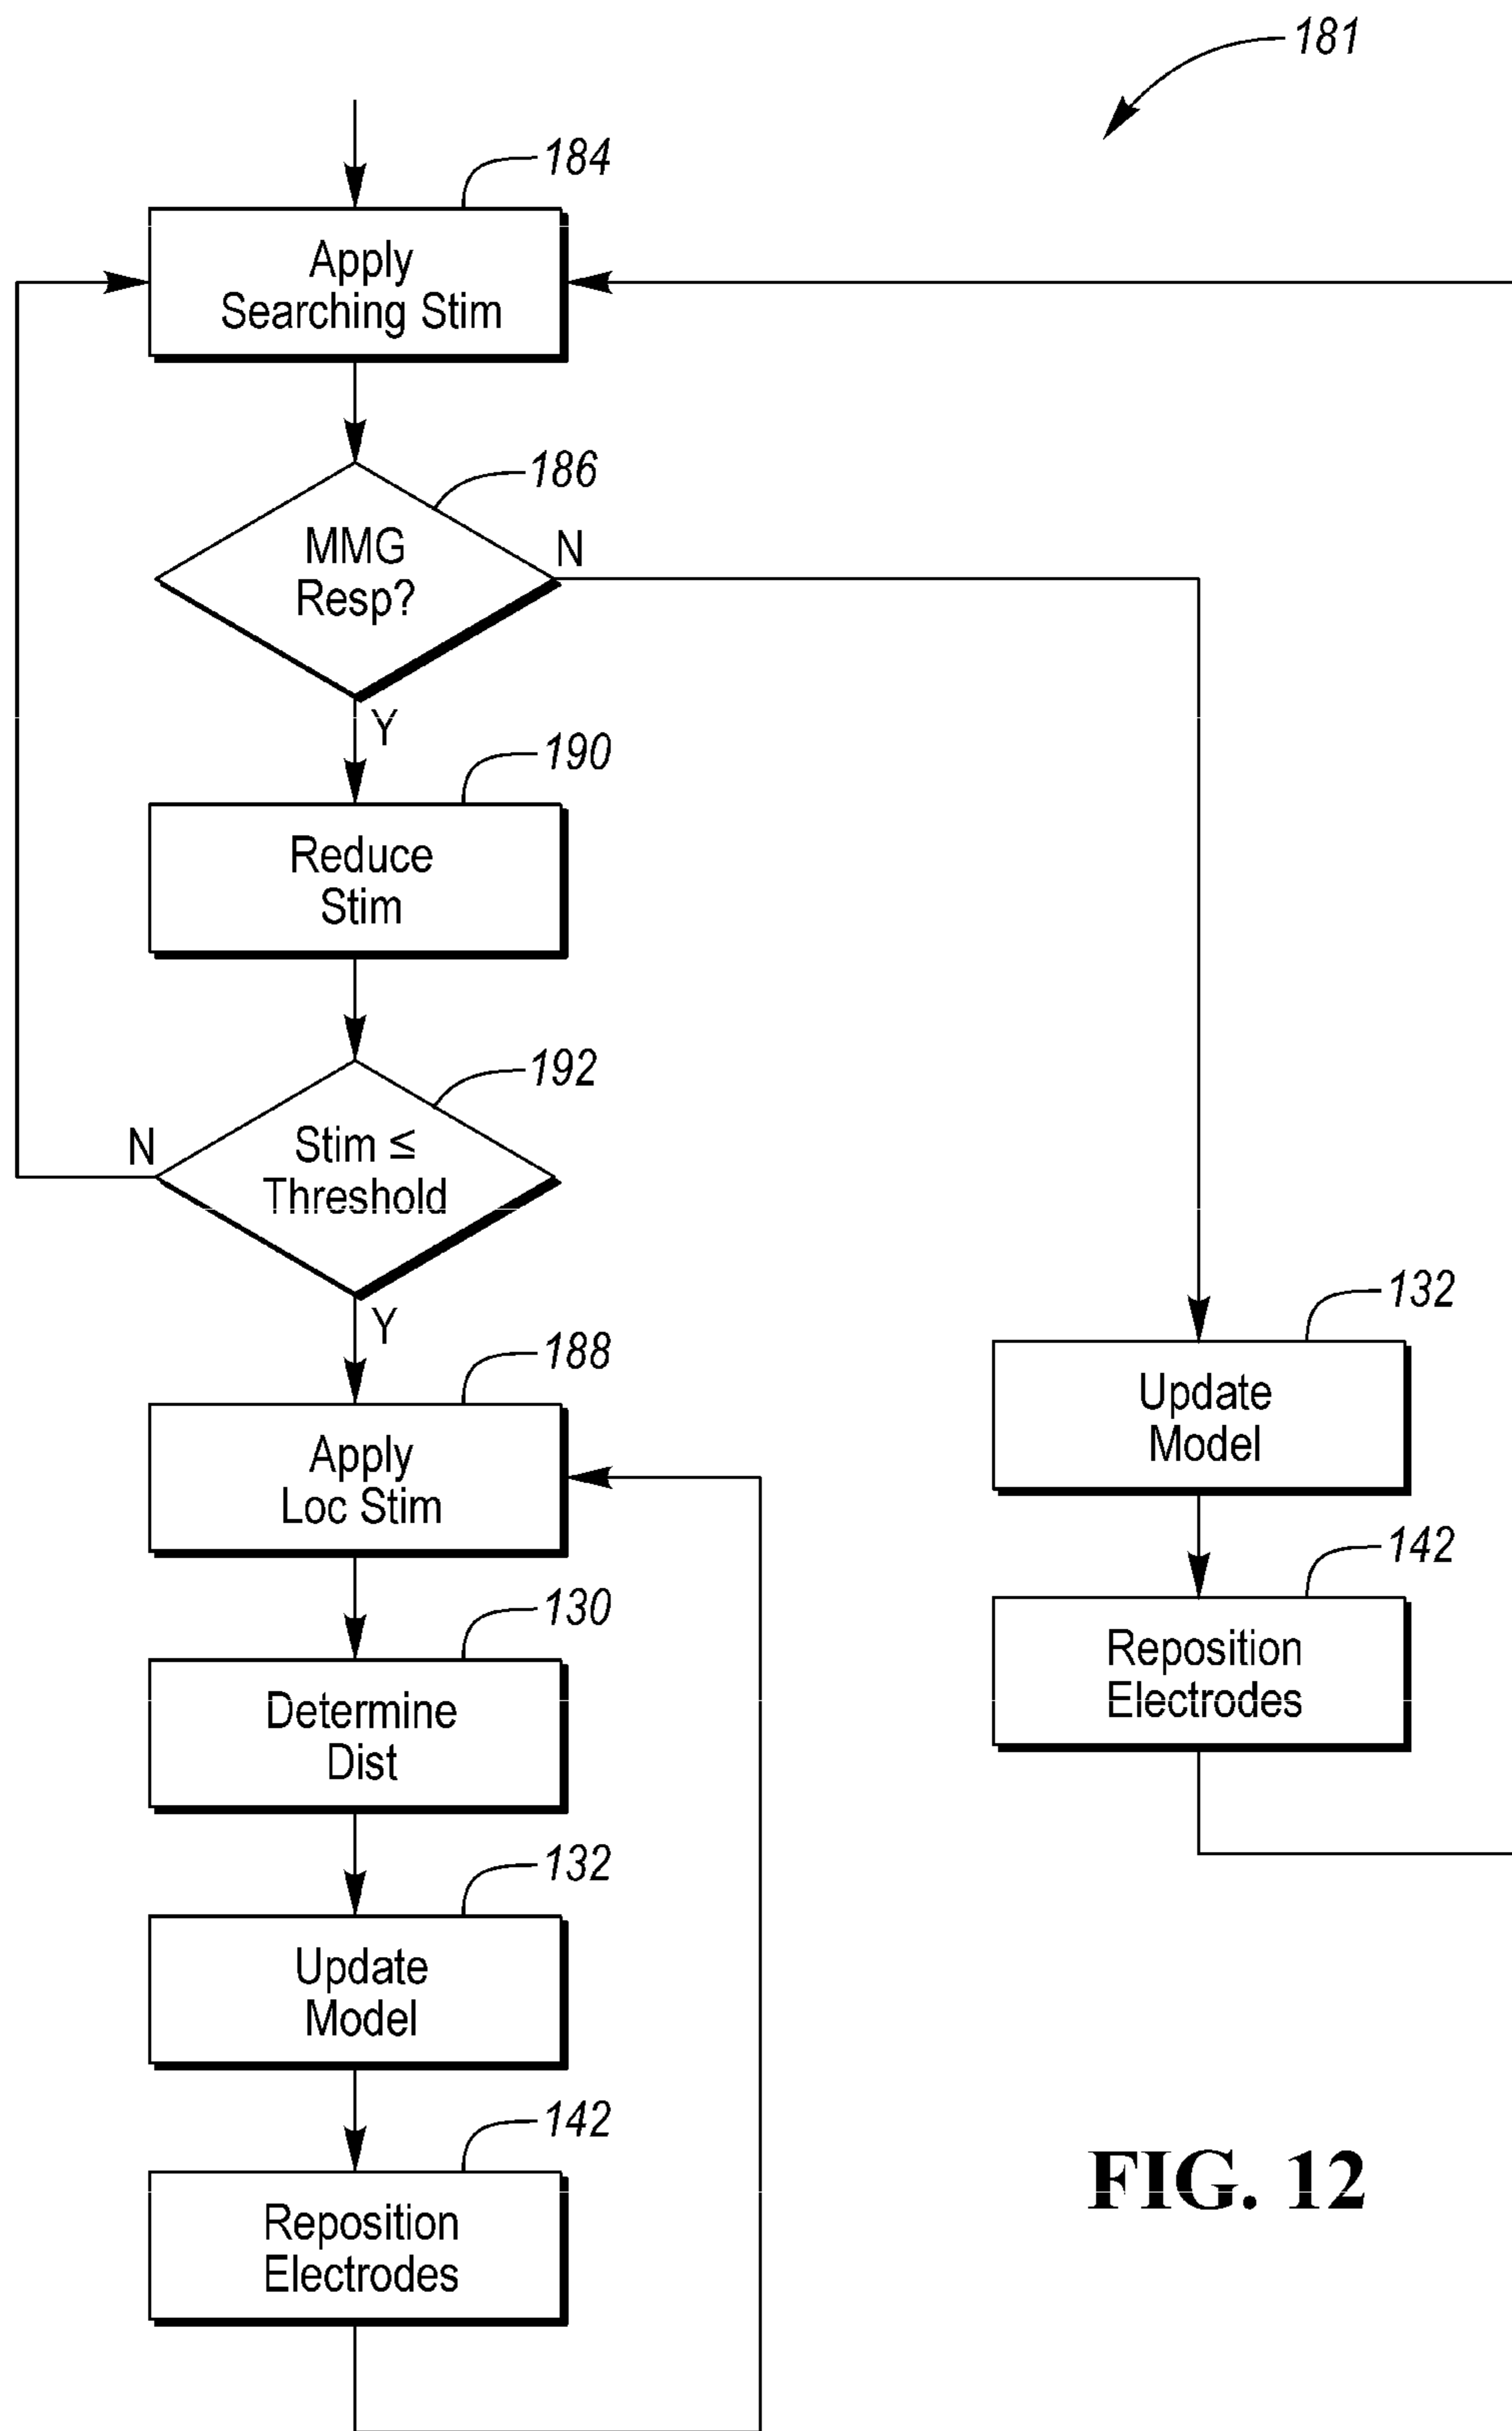 181
184
Apply
Searching Stim
186
MMG
Resp?
N
Y
190
Reduce
Stim
192
Stim ≤
Threshold
N
Y
188
Apply
Loc Stim
130
Determine
Dist
132
Update
Model
142
Reposition
Electrodes
132
Update
Model
142
Reposition
Electrodes
FIG. 12